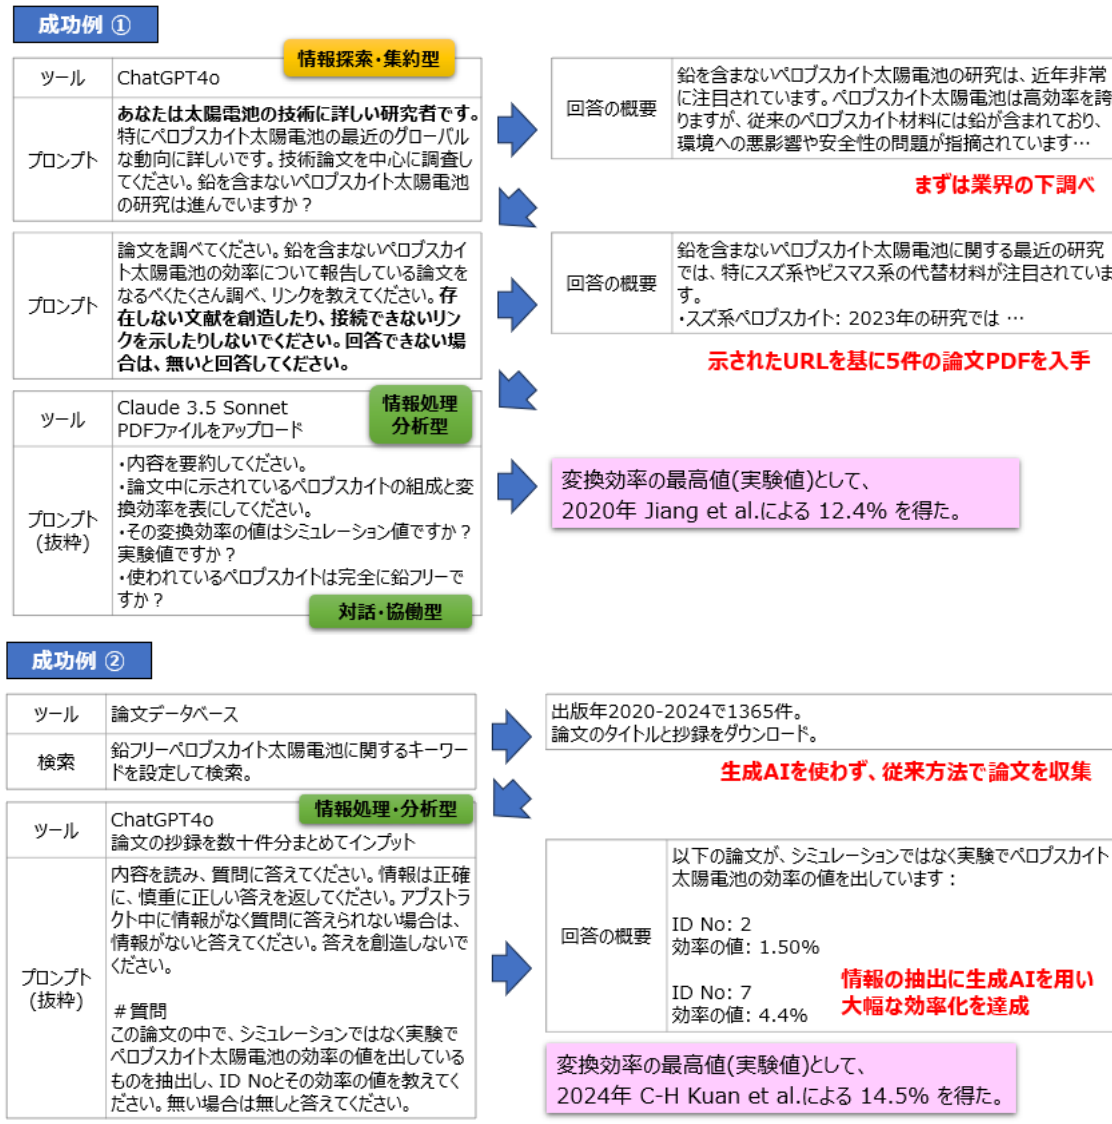 成功例 ①
情報探索・集約型
ツール
ChatGPT4o
プロンプト
あなたは太陽電池の技術に詳しい研究者です。
特にペロブスカイト太陽電池の最近のグローバル
な動向に詳しいです。技術論文を中心に調査し
てください。鉛を含まないペロブスカイト太陽電池
の研究は進んでいますか？
回答の概要
鉛を含まないペロブスカイト太陽電池の研究は、近年非常
に注目されています。ペロブスカイト太陽電池は高効率を誇
りますが、従来のペロブスカイト材料には鉛が含まれており、
環境への悪影響や安全性の問題が指摘されています…
まずは業界の下調べ
プロンプト
論文を調べてください。鉛を含まないペロブスカイ
ト太陽電池の効率について報告している論文を
なるべくたくさん調べ、リンクを教えてください。存
在しない文献を創造したり、接続できないリン
クを示したりしないでください。回答できない場
合は、無いと回答してください。
回答の概要
鉛を含まないペロブスカイト太陽電池に関する最近の研究
では、特にスズ系やビスマス系の代替材料が注目されていま
す。
・スズ系ペロブスカイト: 2023年の研究では …
示されたURLを基に5件の論文PDFを入手
ツール
Claude 3.5 Sonnet
PDFファイルをアップロード
情報処理
分析型
プロンプト
(抜粋)
・内容を要約してください。
・論文中に示されているペロブスカイトの組成と変
換効率を表にしてください。
・その変換効率の値はシミュレーション値ですか？
実験値ですか？
・使われているペロブスカイトは完全に鉛フリーで
すか？
対話・協働型
変換効率の最高値(実験値)として、
2020年 Jiang et al.による 12.4% を得た。
成功例 ②
ツール
論文データベース
検索
鉛フリーペロブスカイト太陽電池に関するキーワー
ドを設定して検索。
出版年2020-2024で1365件。
論文のタイトルと抄録をダウンロード。
生成AIを使わず、従来方法で論文を収集
情報処理・分析型
ツール
ChatGPT4o
論文の抄録を数十件分まとめてインプット
プロンプト
(抜粋)
内容を読み、質問に答えてください。情報は正確
に、慎重に正しい答えを返してください。アブストラ
クト中に情報がなく質問に答えられない場合は、
情報がないと答えてください。答えを創造しないで
ください。
＃質問
この論文の中で、シミュレーションではなく実験で
ペロブスカイト太陽電池の効率の値を出している
ものを抽出し、ID Noとその効率の値を教えてく
ださい。無い場合は無しと答えてください。
回答の概要
以下の論文が、シミュレーションではなく実験でペロブスカイト
太陽電池の効率の値を出しています：
ID No: 2
効率の値: 1.50%
ID No: 7
効率の値: 4.4%
情報の抽出に生成AIを用い
大幅な効率化を達成
変換効率の最高値(実験値)として、
2024年 C-H Kuan et al.による 14.5% を得た。